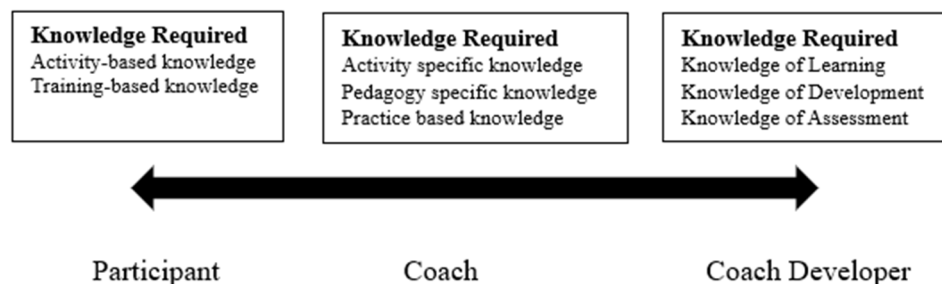 Knowledge Required
Activity-based knowledge
Training-based knowledge
Knowledge Required
Activity specific knowledge
Pedagogy specific knowledge
Practice based knowledge
Knowledge Required
Knowledge of Learning
Knowledge of Development
Knowledge of Assessment
Participant
Coach
Coach Developer